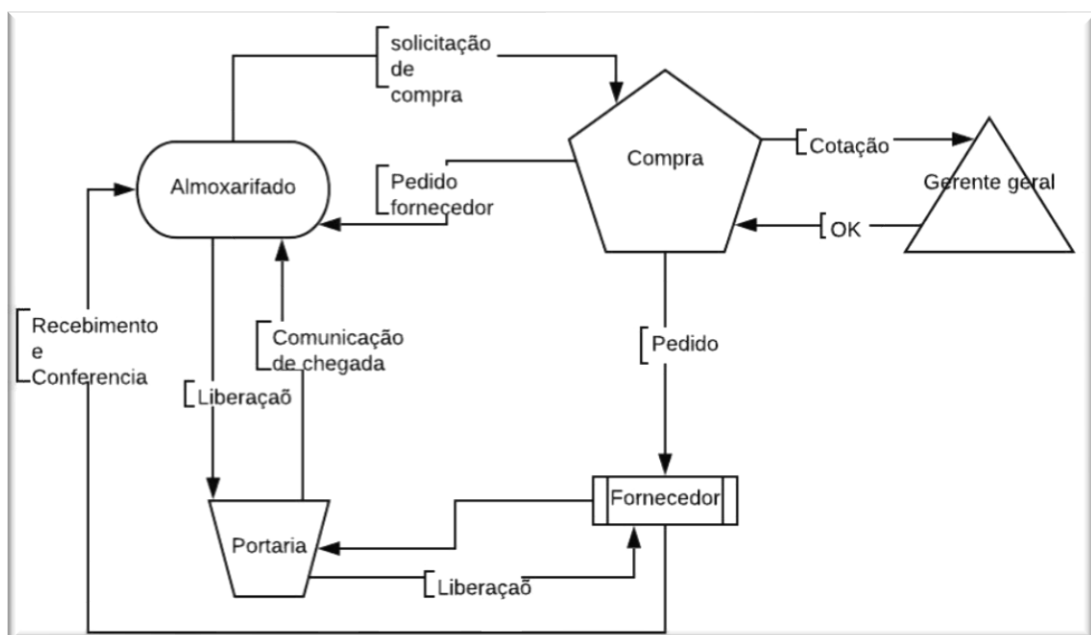 solicitação
de
compra
Compra
Cotação
Gerente geral
Almoxarifado
Pedido
fornecedor
OK
Recebimento
e
Conferencia
Comunicação
de chegada
Pedido
Liberaçaõ
Fornecedor
Portaria
Liberaçaõ